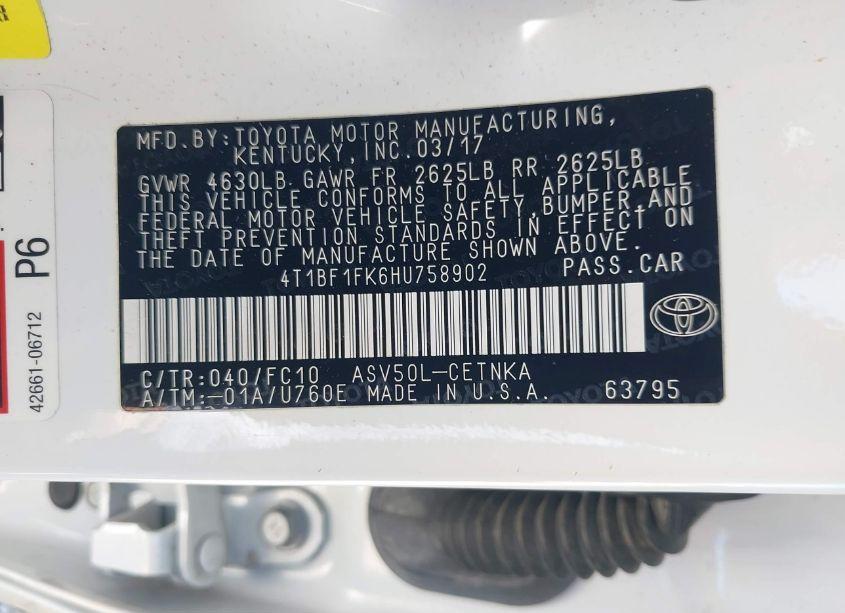 MFD.BY:TOYOTA MOTOR MANUFACTURING,
KENTUCKY,INC.03/17
GVWR 4630LB GAWR FR 2625LB RR 2625LB
THIS VEHICLE CONFORMS TO ALL APPLICABLE
FEDERAL MOTOR VEHICLE SAFETY,BUMPER,AND
THEFT PREVENTION STANDARDS IN EFFECT ON
THE DATE OF MANUFACTURE SHOWN ABOVE.
4T1BF1FK6HU758902 PASS.CAR
C/TR:040/FC10 ASV50L-CETNKA
A/TM:-01A/U760E MADE IN U.S.A. 63795
P6
42661-06712